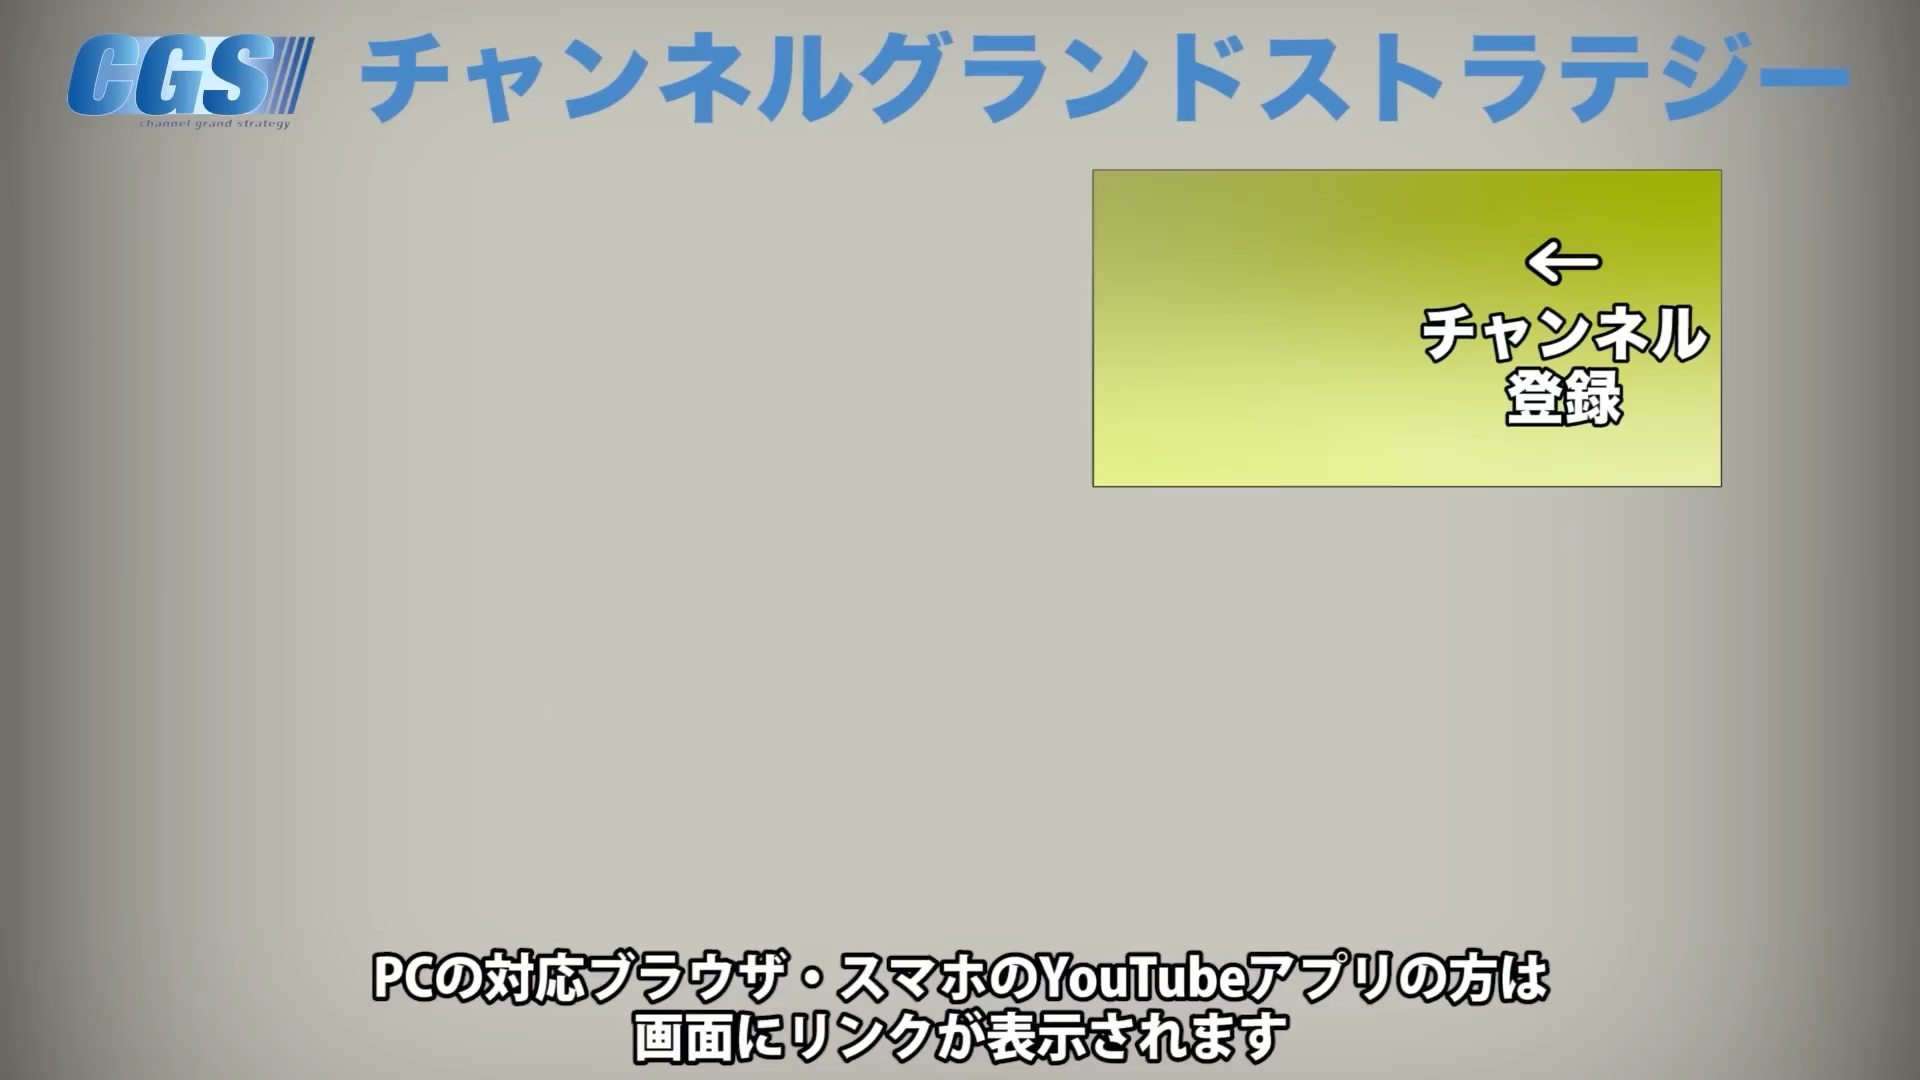 CGS
channel grand strategy
チャンネルグランドストラテジー
←
チャンネル
登録
PCの対応ブラウザ・スマホのYouTubeアプリの方は
画面にリンクが表示されます